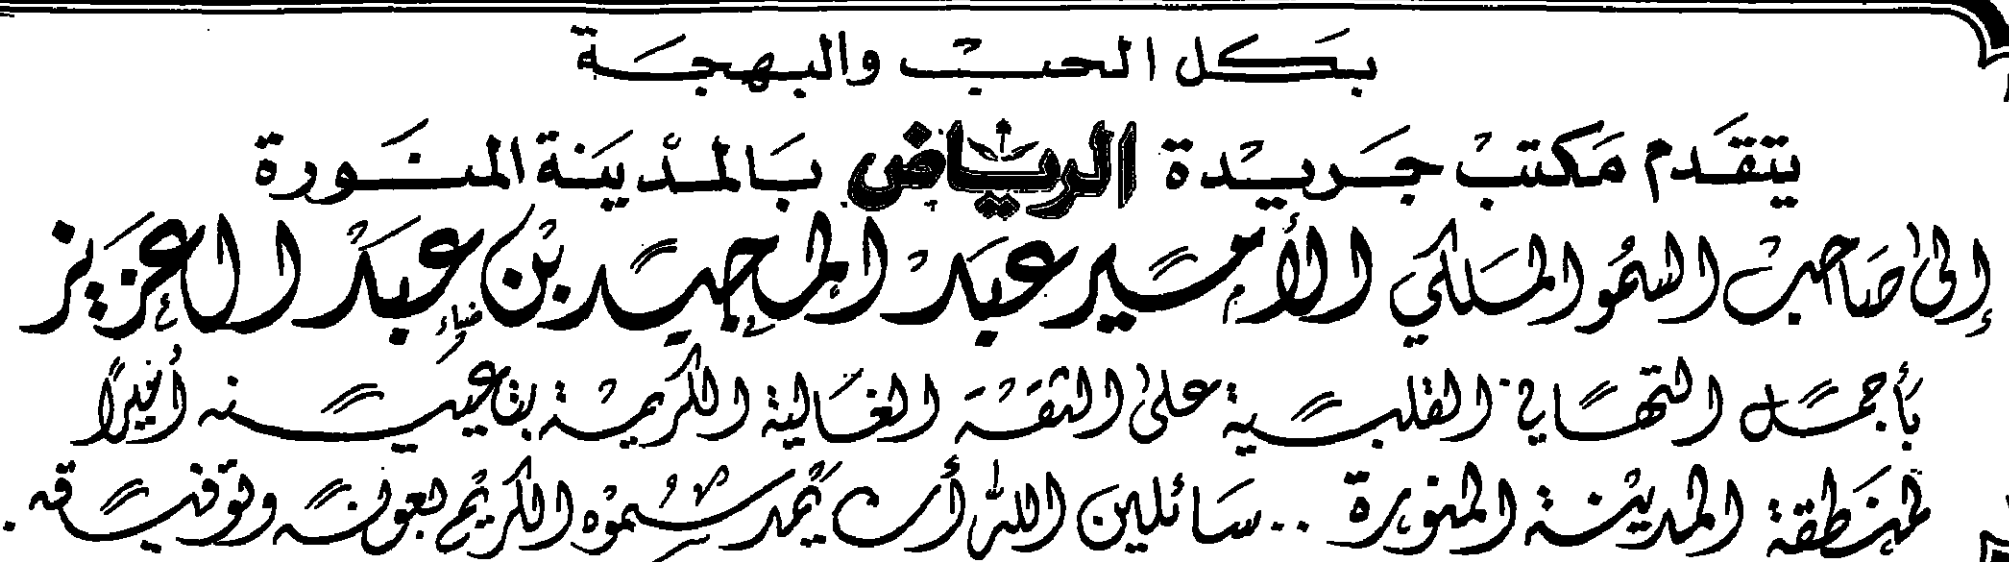 بكل الحب والبهجة
يتقدم مكتب جريدة الرياض بالمدينة المنورة
إلى صاحب السمو الملكي الأمير عبد المجيد بن عبد العزيز
بأجمل التهاني القلبية على الثقة الغالية الكريمة بتعيينه أميراً
لمنطقة المدينة المنورة .. سائلين الله أن يمد سموه الكريم بعونه وتوفيقه .